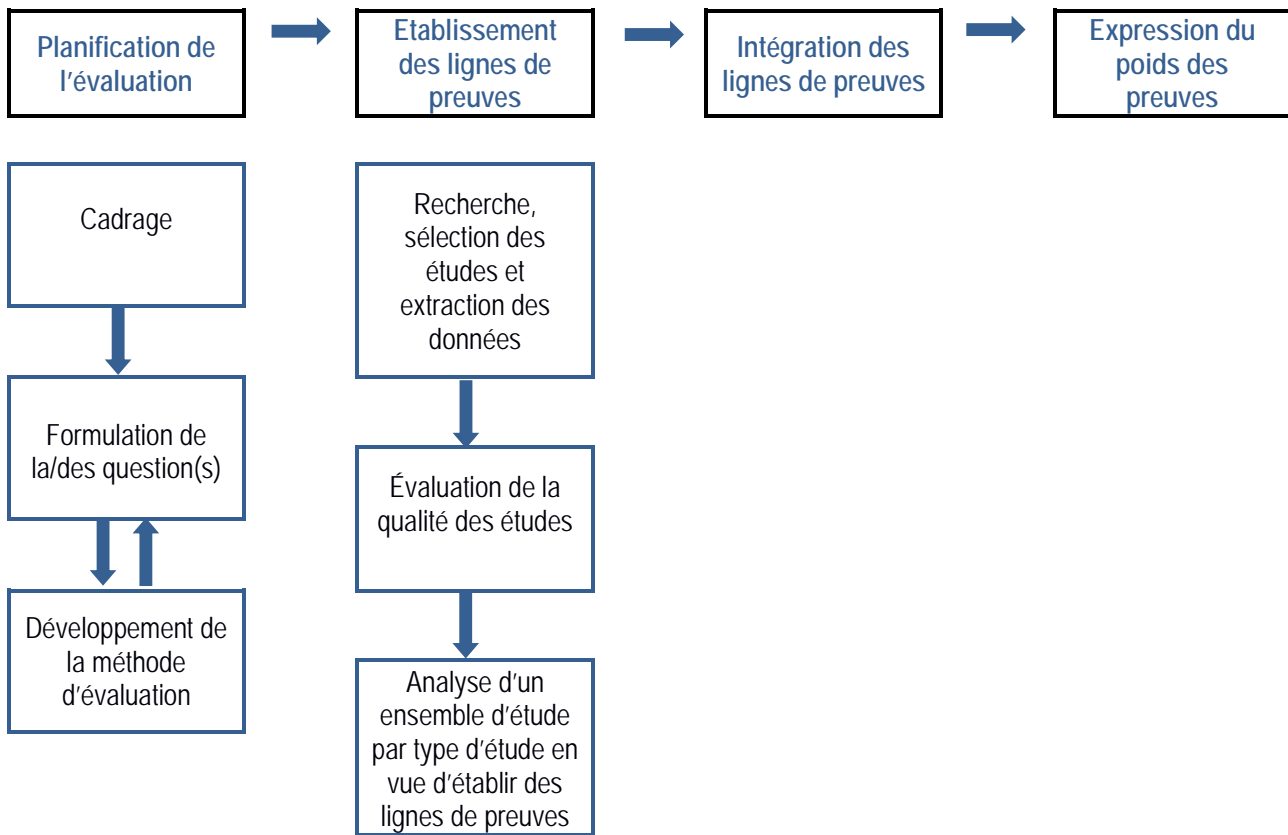 Planification de
l'évaluation
Etablissement
des lignes de
preuves
Intégration des
lignes de preuves
Expression du
poids des
preuves
Cadrage
Formulation de
la/des question(s)
Développement de
la méthode
d'évaluation
Recherche,
sélection des
études et
extraction des
données
Évaluation de la
qualité des études
Analyse d'un
ensemble d'étude
par type d'étude en
vue d'établir des
lignes de preuves